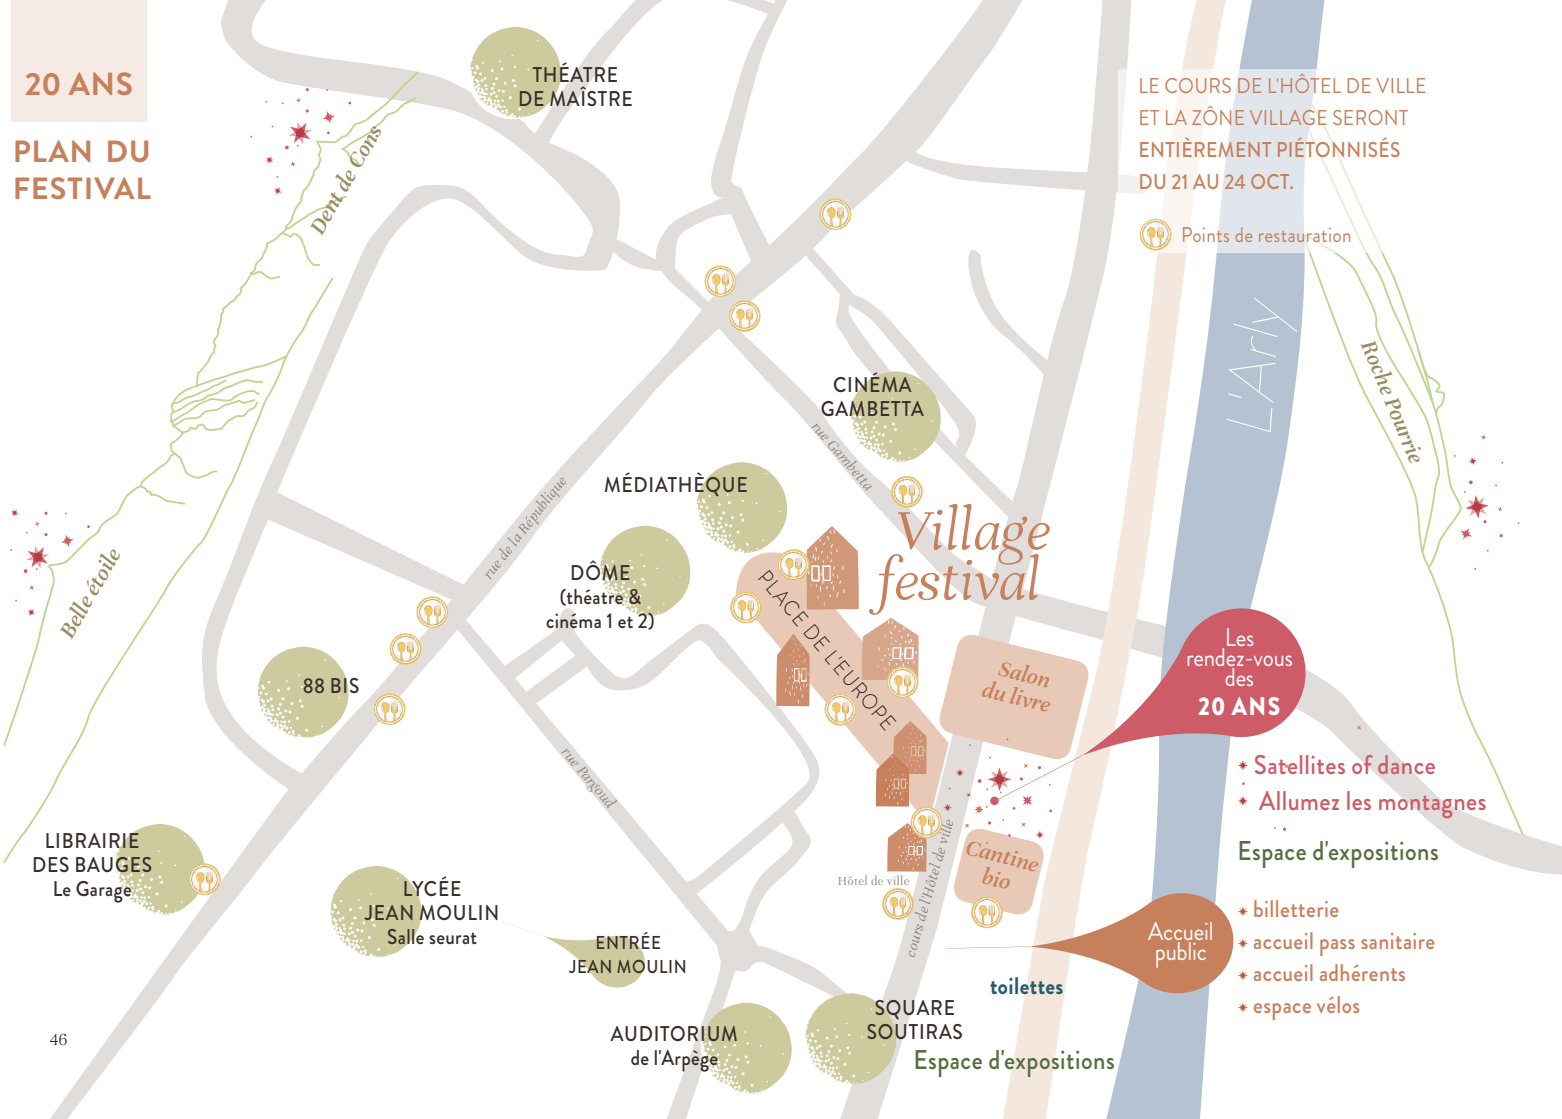 20 ANS
PLAN DU
FESTIVAL
THÉATRE
DE MAÎSTRE
LE COURS DE L'HÔTEL DE VILLE
ET LA ZÔNE VILLAGE SERONT
ENTIÈREMENT PIÉTONNISÉS
DU 21 AU 24 OCT.
Points de restauration
Dent de Cons
L'Arly
Roche Pourrie
CINÉMA
GAMBETTA
rue Gambetta
MÉDIATHÈQUE
rue de la République
Village
festival
Belle étoile
DÔME
(théatre &
cinéma 1 et 2)
PLACE DE L'EUROPE
88 BIS
Salon
du livre
Les
rendez-vous
des
20 ANS
rue Pargoud
Satellites of dance
Allumez les montagnes
Espace d'expositions
LIBRAIRIE
DES BAUGES
Le Garage
Cantine
bio
Hôtel de ville
cours de l'Hôtel de ville
LYCÉE
JEAN MOULIN
Salle seurat
ENTRÉE
JEAN MOULIN
Accueil
public
billetterie
accueil pass sanitaire
accueil adhérents
espace vélos
toilettes
SQUARE
SOUTIRAS
Espace d'expositions
AUDITORIUM
de l'Arpège
46